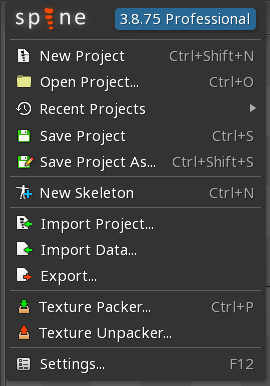 spine 3.8.75 Professional
New Project Ctrl+Shift+N
Open Project... Ctrl+O
Recent Projects
Save Project Ctrl+S
Save Project As... Ctrl+Shift+S
New Skeleton Ctrl+N
Import Project...
Import Data...
Export...
Texture Packer... Ctrl+P
Texture Unpacker...
Settings... F12